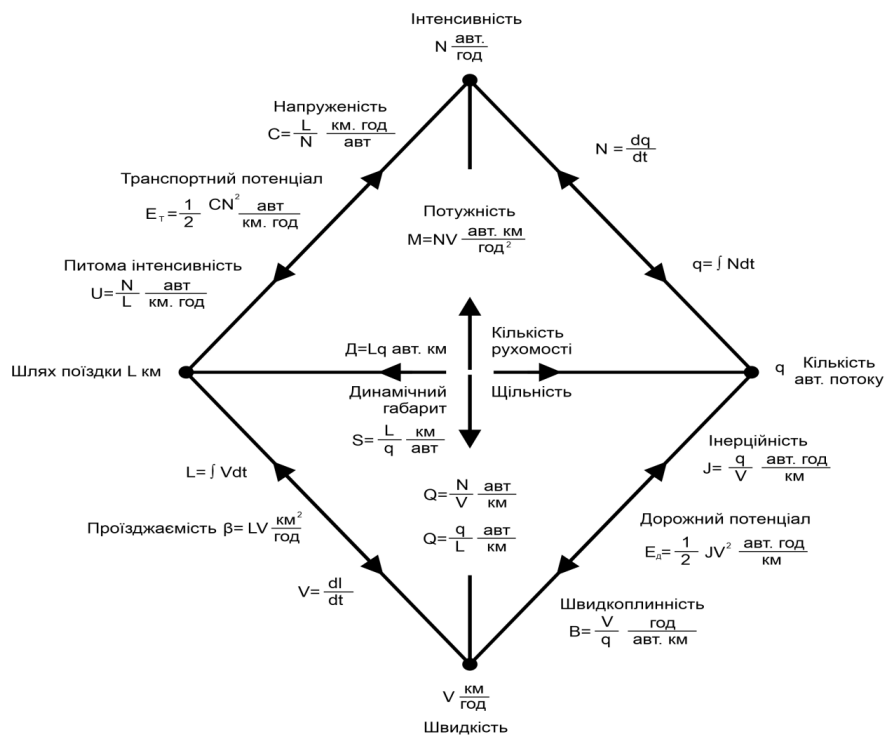 Інтенсивність
N авт./год
Напруженість
C= L/N км. год/авт
N = dq/dt
Транспортний потенціал
Eт= 1/2 CN² авт/км. год
Потужність
M=NV авт. км/год²
Питома інтенсивність
U= N/L авт/км. год
q= ∫ Ndt
Д=Lq авт. км
Кількість
рухомості
Шлях поїздки L км
q Кількість
авт. потоку
Динамічний
габарит
Щільність
S= L/q км/авт
Інерційність
J= q/V авт. год/км
L= ∫ Vdt
Q= N/V авт/км
Проїзджаємість β= LV км²/год
Q= q/L авт/км
Дорожний потенціал
Eд= 1/2 JV² авт. год/км
V= dl/dt
Швидкоплинність
B= V/q год/авт. км
V км/год
Швидкість